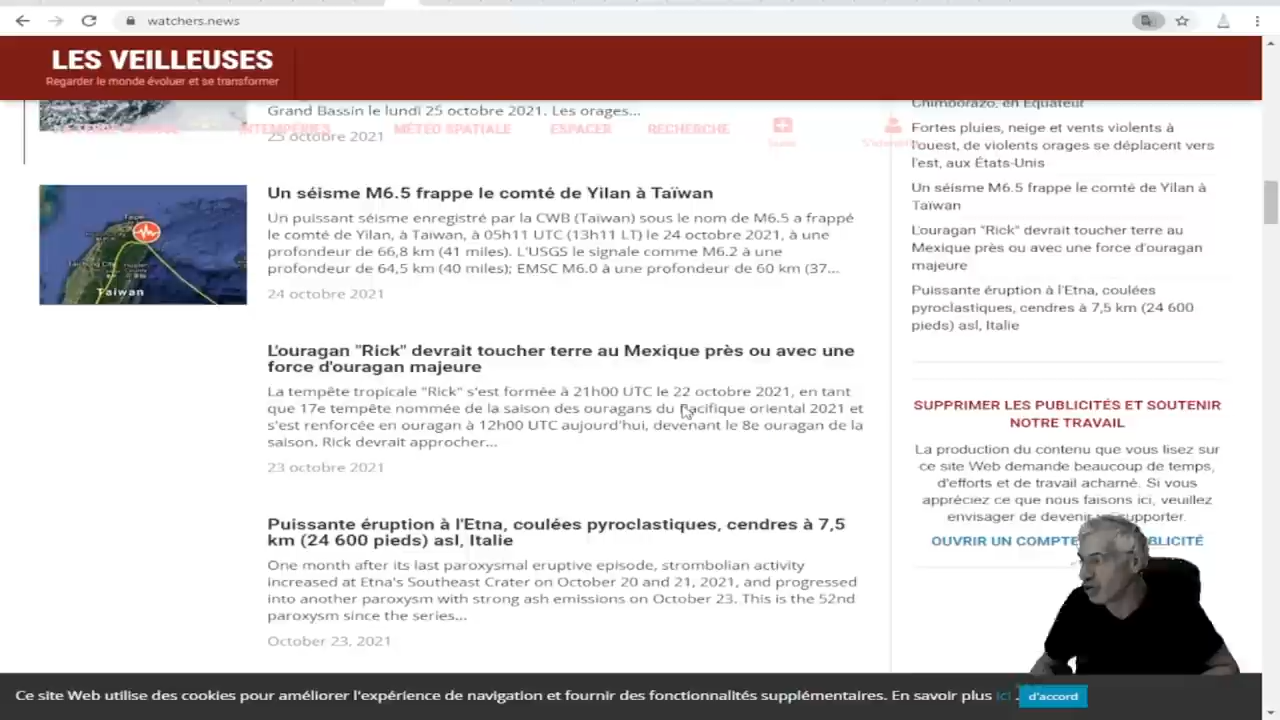 watchers.news
LES VEILLEUSES
Regarder le monde évoluer et se transformer
Grand Bassin le lundi 25 octobre 2021. Les orages...
INTEMPÉRIES
MÉTÉO SPATIALE
ESPACER
RECHERCHE
25 octobre 2021
Un séisme M6.5 frappe le comté de Yilan à Taïwan
Un puissant séisme enregistré par la CWB (Taïwan) sous le nom de M6.5 a frappé
le comté de Yilan, à Taiwan, à 05h11 UTC (13h11 LT) le 24 octobre 2021, à une
profondeur de 66,8 km (41 miles). L'USGS le signale comme M6.2 à une
profondeur de 64,5 km (40 miles); EMSC M6.0 à une profondeur de 60 km (37...
24 octobre 2021
Taipei
Taiwan
L'ouragan "Rick" devrait toucher terre au Mexique près ou avec une
force d'ouragan majeure
La tempête tropicale "Rick" s'est formée à 21h00 UTC le 22 octobre 2021, en tant
que 17e tempête nommée de la saison des ouragans du Pacifique oriental 2021 et
s'est renforcée en ouragan à 12h00 UTC aujourd'hui, devenant le 8e ouragan de la
saison. Rick devrait approcher...
23 octobre 2021
Puissante éruption à l'Etna, coulées pyroclastiques, cendres à 7,5
km (24 600 pieds) asl, Italie
One month after its last paroxysmal eruptive episode, strombolian activity
increased at Etna's Southeast Crater on October 20 and 21, 2021, and progressed
into another paroxysm with strong ash emissions on October 23. This is the 52nd
paroxysm since the series...
October 23, 2021
Chimborazo, en Équateur
Fortes pluies, neige et vents violents à
l'ouest, de violents orages se déplacent vers
l'est, aux États-Unis
Un séisme M6.5 frappe le comté de Yilan à
Taïwan
L'ouragan "Rick" devrait toucher terre au
Mexique près ou avec une force d'ouragan
majeure
Puissante éruption à l'Etna, coulées
pyroclastiques, cendres à 7,5 km (24 600
pieds) asl, Italie
SUPPRIMER LES PUBLICITÉS ET SOUTENIR
NOTRE TRAVAIL
La production du contenu que vous lisez sur
ce site Web demande beaucoup de temps,
d'efforts et de travail acharné. Si vous
appréciez ce que nous faisons ici, veuillez
envisager de devenir supporter.
OUVRIR UN COMPTE
Ce site Web utilise des cookies pour améliorer l'expérience de navigation et fournir des fonctionnalités supplémentaires. En savoir plus ici .
d'accord